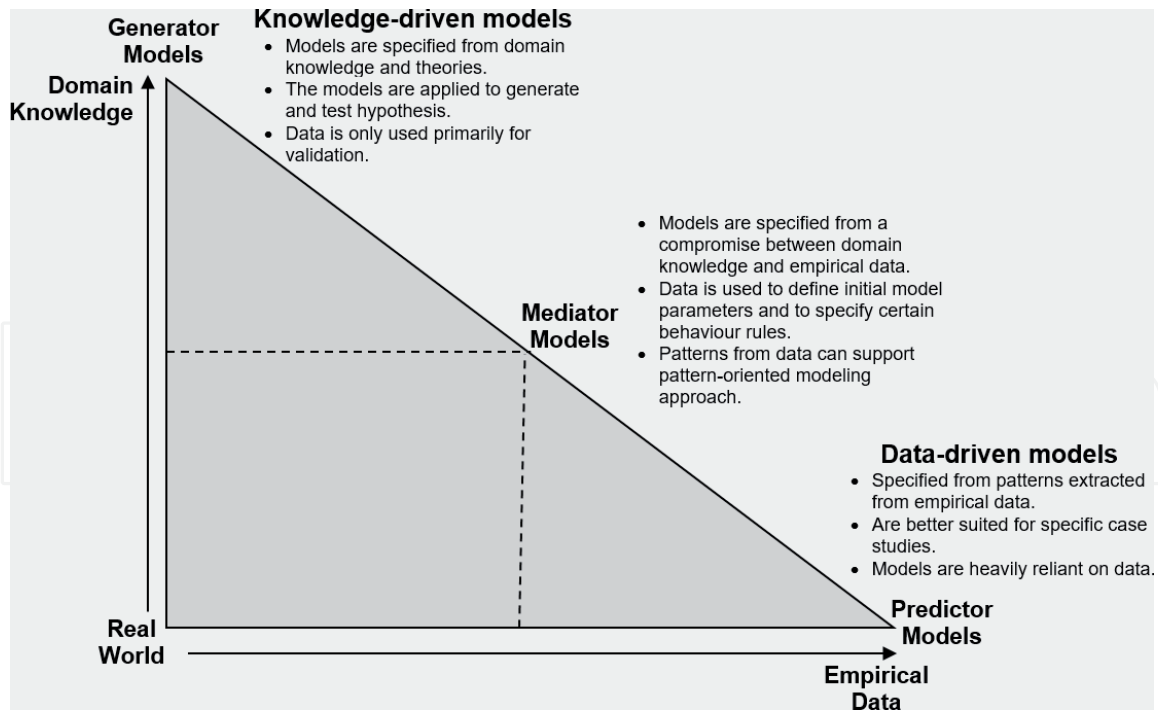 Knowledge-driven models
Generator
Models
• Models are specified from domain
knowledge and theories.
• The models are applied to generate
and test hypothesis.
• Data is only used primarily for
validation.
Domain
Knowledge
• Models are specified from a
compromise between domain
knowledge and empirical data.
• Data is used to define initial model
parameters and to specify certain
behaviour rules.
• Patterns from data can support
pattern-oriented modeling
approach.
Mediator
Models
Data-driven models
• Specified from patterns extracted
from empirical data.
• Are better suited for specific case
studies.
• Models are heavily reliant on data.
Predictor
Models
Real
World
Empirical
Data